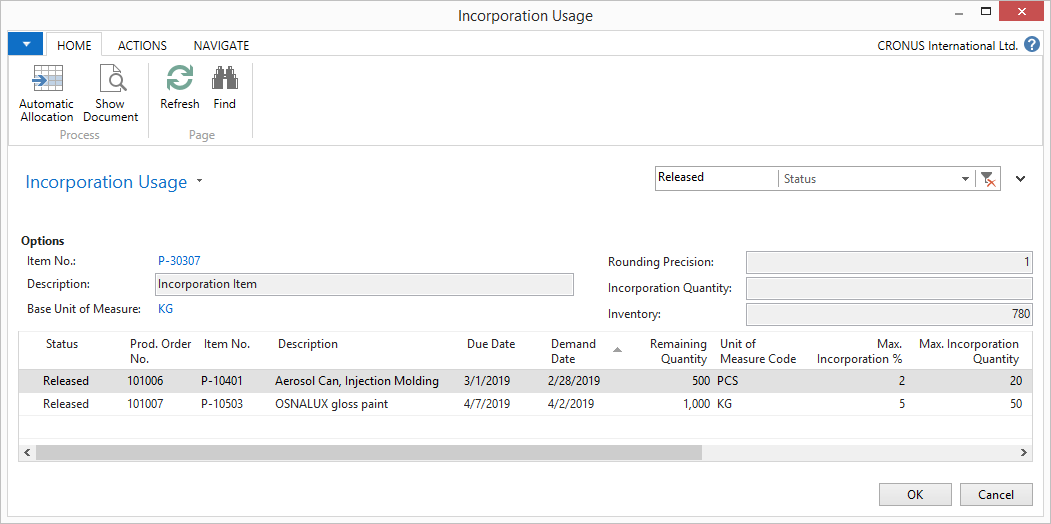 Incorporation Usage
HOME ACTIONS NAVIGATE CRONUS International Ltd. ?
Automatic Allocation
Show Document
Refresh
Find
Process
Page
Incorporation Usage
Released Status
Options
Item No.: P-30307
Description: Incorporation Item
Base Unit of Measure: KG
Rounding Precision: 1
Incorporation Quantity:
Inventory: 780
Status Prod. Order No. Item No. Description Due Date Demand Date Remaining Quantity Unit of Measure Code Max. Incorporation % Max. Incorporation Quantity
Released 101006 P-10401 Aerosol Can, Injection Molding 3/1/2019 2/28/2019 500 PCS 2 20
Released 101007 P-10503 OSNALUX gloss paint 4/7/2019 4/2/2019 1,000 KG 5 50
OK Cancel